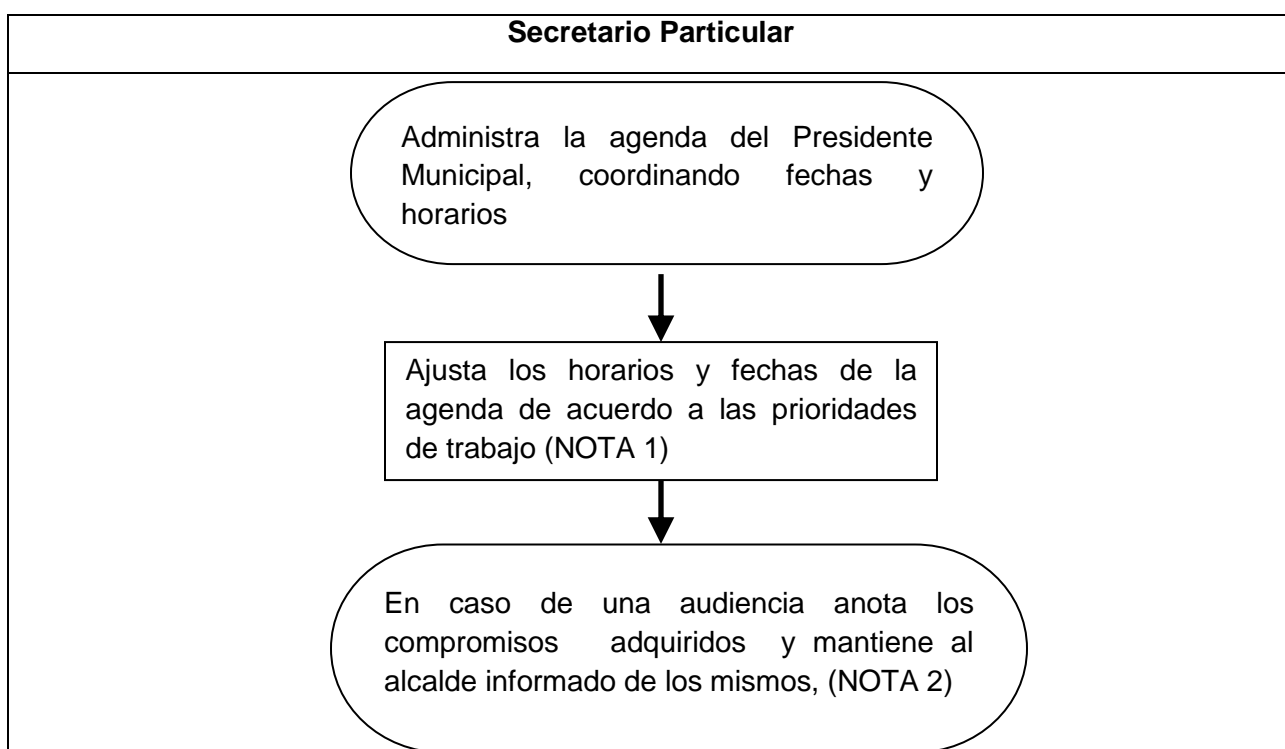 Secretario Particular
Administra la agenda del Presidente
Municipal, coordinando fechas y
horarios
Ajusta los horarios y fechas de la
agenda de acuerdo a las prioridades
de trabajo (NOTA 1)
En caso de una audiencia anota los
compromisos adquiridos y mantiene al
alcalde informado de los mismos, (NOTA 2)